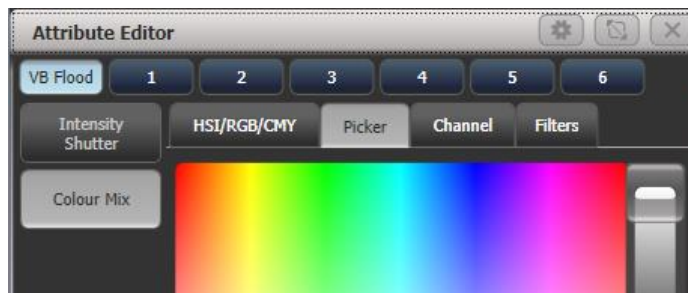 Attribute Editor
VB Flood 1 2 3 4 5 6
Intensity
Shutter
HSI/RGB/CMY Picker Channel Filters
Colour Mix